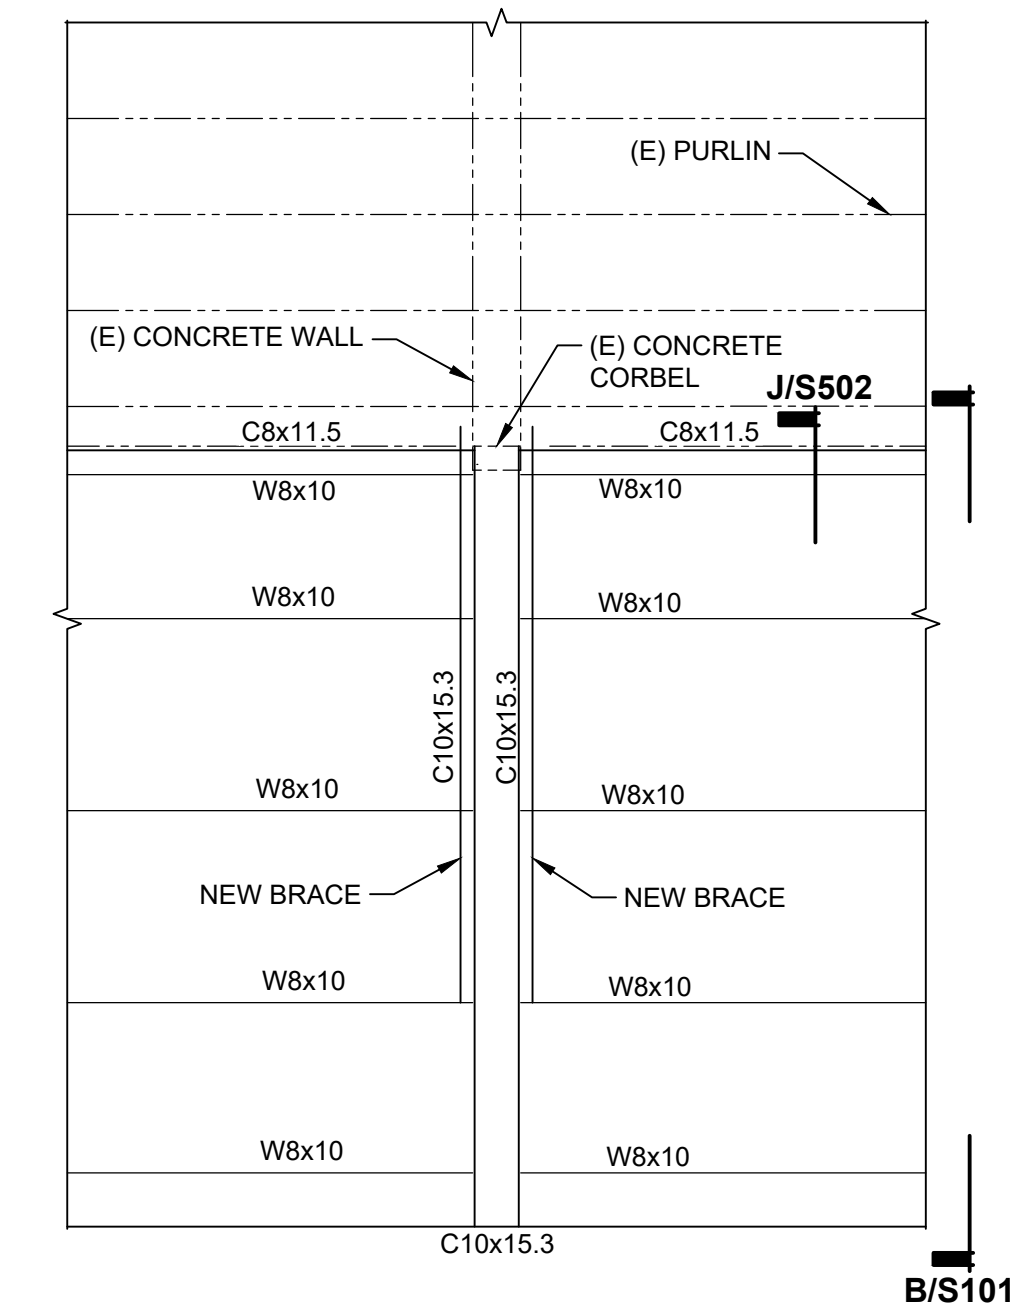 (E) PURLIN
(E) CONCRETE WALL
(E) CONCRETE
CORBEL
J/S502
C8x11.5
C8x11.5
W8x10
W8x10
W8x10
W8x10
C10x15.3
C10x15.3
W8x10
W8x10
NEW BRACE
NEW BRACE
W8x10
W8x10
W8x10
W8x10
C10x15.3
B/S101